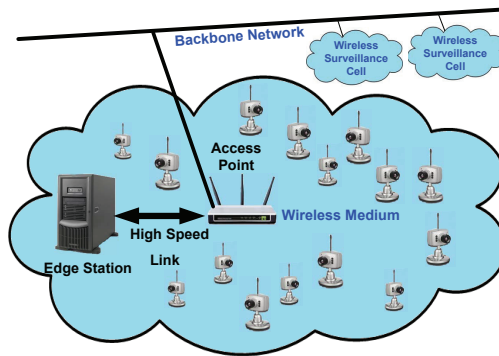 Backbone Network
Wireless
Surveillance
Cell
Wireless
Surveillance
Cell
Access
Point
Wireless Medium
High Speed
Link
Edge Station